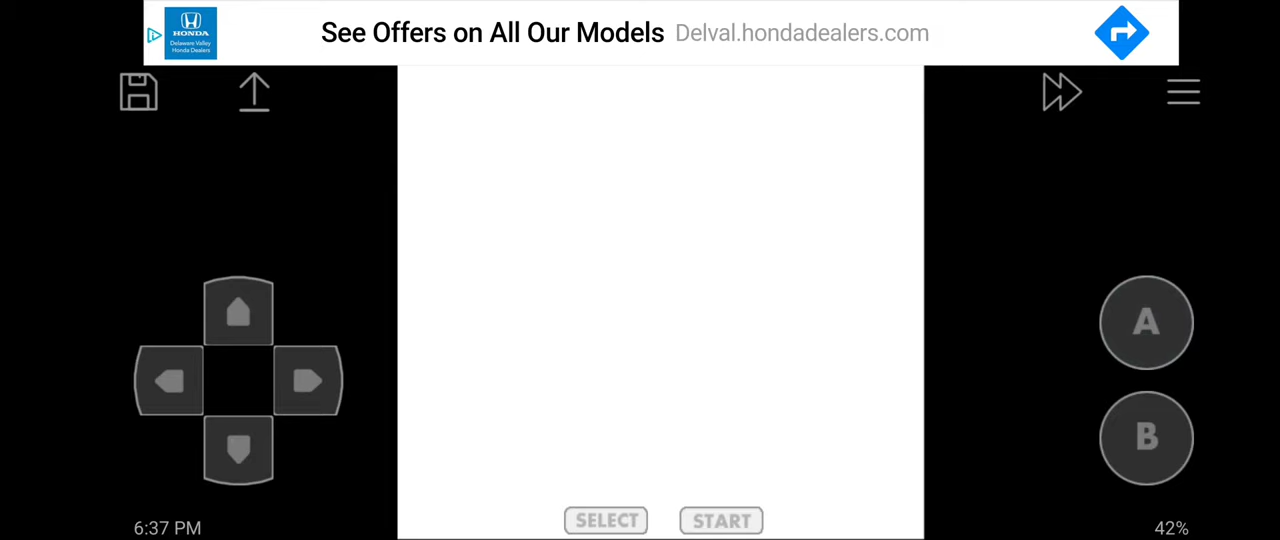 HONDA
Delaware Valley
Honda Dealers
See Offers on All Our Models Delval.hondadealers.com
A
B
SELECT START
6:37 PM 42%